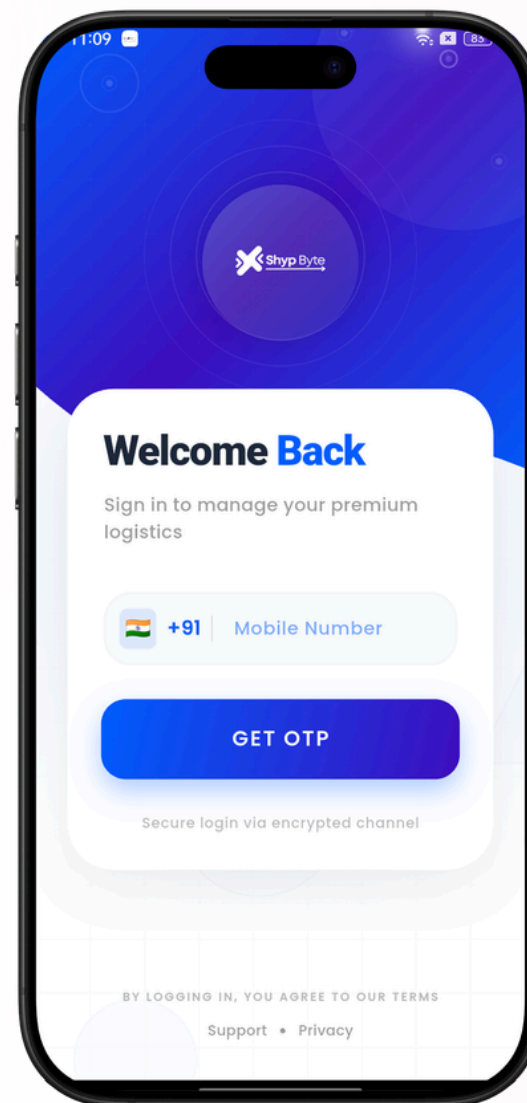 11:09
83
Shyp Byte
Welcome Back
Sign in to manage your premium
logistics
+91 Mobile Number
GET OTP
Secure login via encrypted channel
BY LOGGING IN, YOU AGREE TO OUR TERMS
Support • Privacy